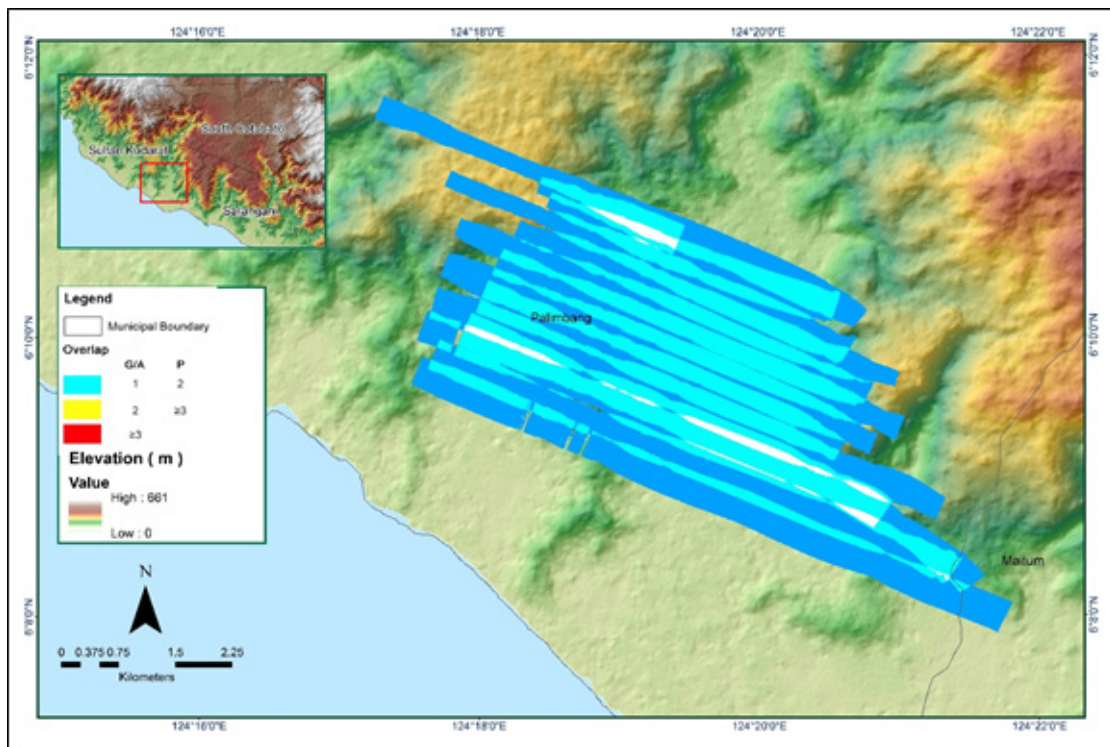 124°16'0"E 124°18'0"E 124°20'0"E 124°22'0"E
6°12'0"N 6°12'0"N
South Cotabato
Sultan Kudarat
Sarangani
Legend
Municipal Boundary
Overlap
G/A P
1 2
2 ≥3
≥3
Elevation ( m )
Value
High : 661
Low : 0
Palimbang
6°10'0"N 6°10'0"N
Maitum
N
6°8'0"N 6°8'0"N
0 0.375 0.75 1.5 2.25
Kilometers
124°16'0"E 124°18'0"E 124°20'0"E 124°22'0"E